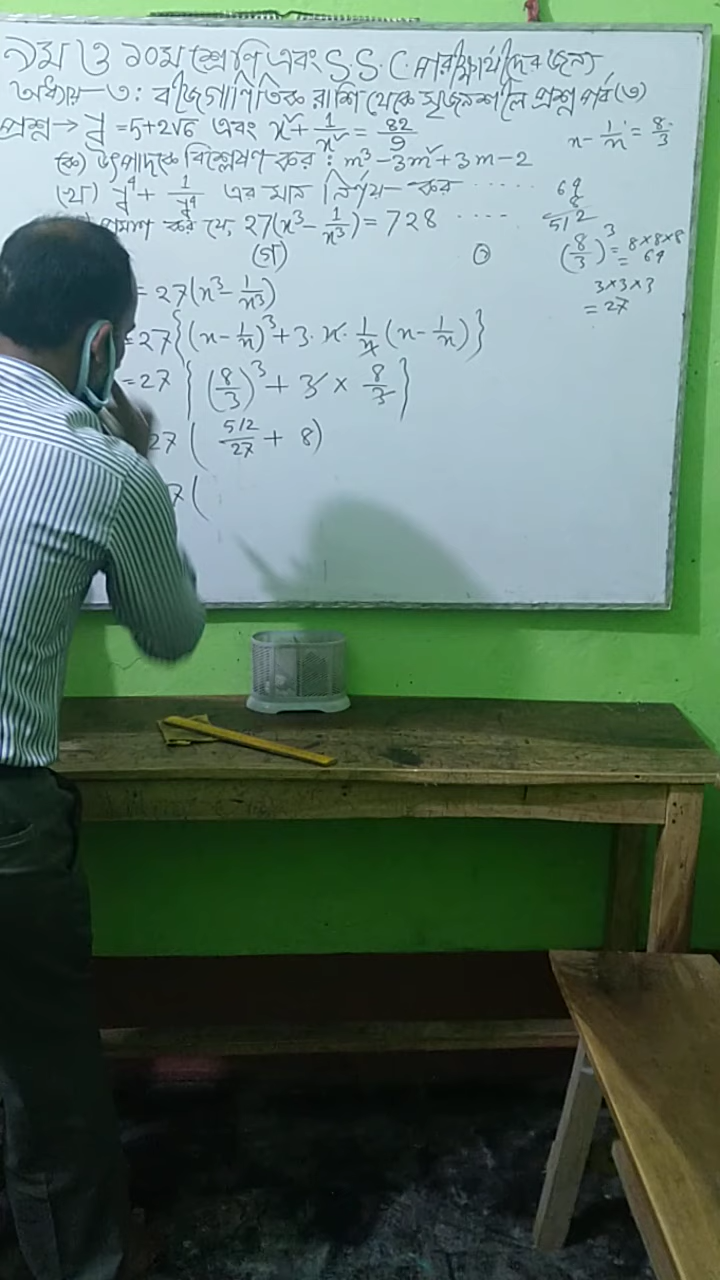 ৯ম ও ১০ম শ্রেণি এবং S.S.C. পরীক্ষার্থীদের জন্য
অধ্যায়-৩: বীজগাণিতিক রাশি থেকে সৃজনশীল প্রশ্ন পর্ব (৩)
প্রশ্ন → y² = 5+2√6 এবং x² + 1/x² = 82/9
x - 1/x = 8/3
(ক) উৎপাদকে বিশ্লেষণ কর: m³ - 3m² + 3m - 2
(খ) y⁴ + 1/y⁴ এর মান নির্ণয় কর .....
64
8
512
প্রমাণ কর যে, 27(x³ - 1/x³) = 728 ....
(গ)
(8/3)³ = 8×8×8
= 64
3×3×3
= 27
= 27(x³ - 1/x³)
= 27{(x - 1/x)³ + 3·x·1/x (x - 1/x)}
= 27{(8/3)³ + 3 × 8/3}
27(512/27 + 8)
7(